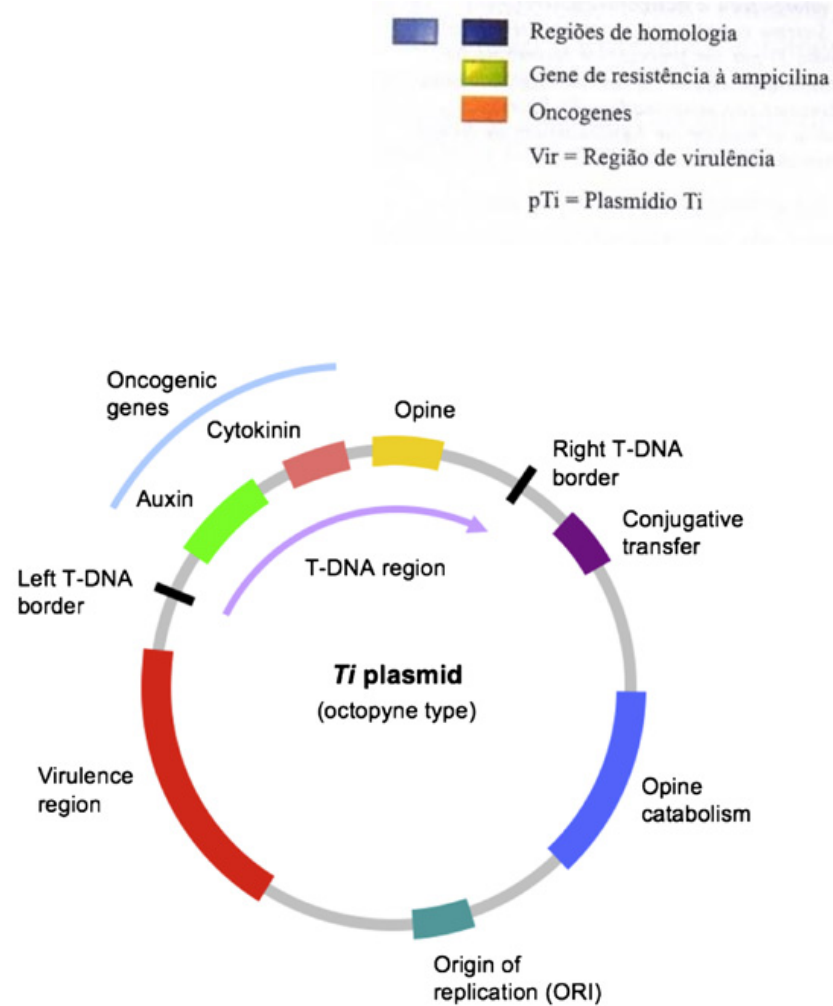 Regiões de homologia
Gene de resistência à ampicilina
Oncogenes
Vir = Região de virulência
pTi = Plasmídio Ti
Oncogenic
genes
Cytokinin
Opine
Auxin
Right T-DNA
border
Conjugative
transfer
Left T-DNA
border
T-DNA region
Ti plasmid
(octopyne type)
Virulence
region
Opine
catabolism
Origin of
replication (ORI)